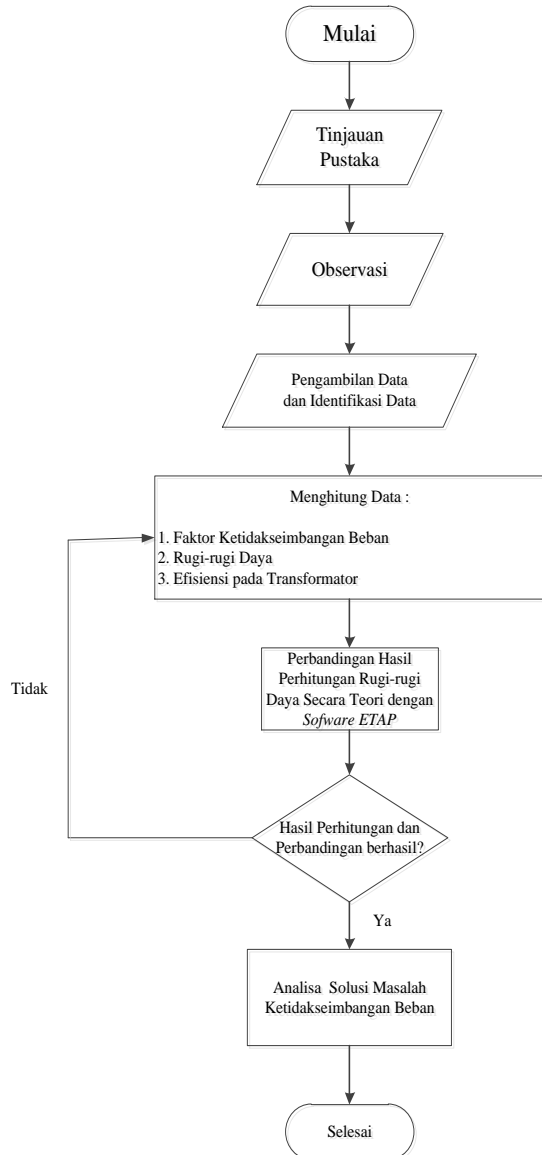 Mulai
Tinjauan
Pustaka
Observasi
Pengambilan Data
dan Identifikasi Data
Menghitung Data :
1. Faktor Ketidakseimbangan Beban
2. Rugi-rugi Daya
3. Efisiensi pada Transformator
Perbandingan Hasil
Perhitungan Rugi-rugi
Daya Secara Teori dengan
Sofware ETAP
Tidak
Hasil Perhitungan dan
Perbandingan berhasil?
Ya
Analisa Solusi Masalah
Ketidakseimbangan Beban
Selesai